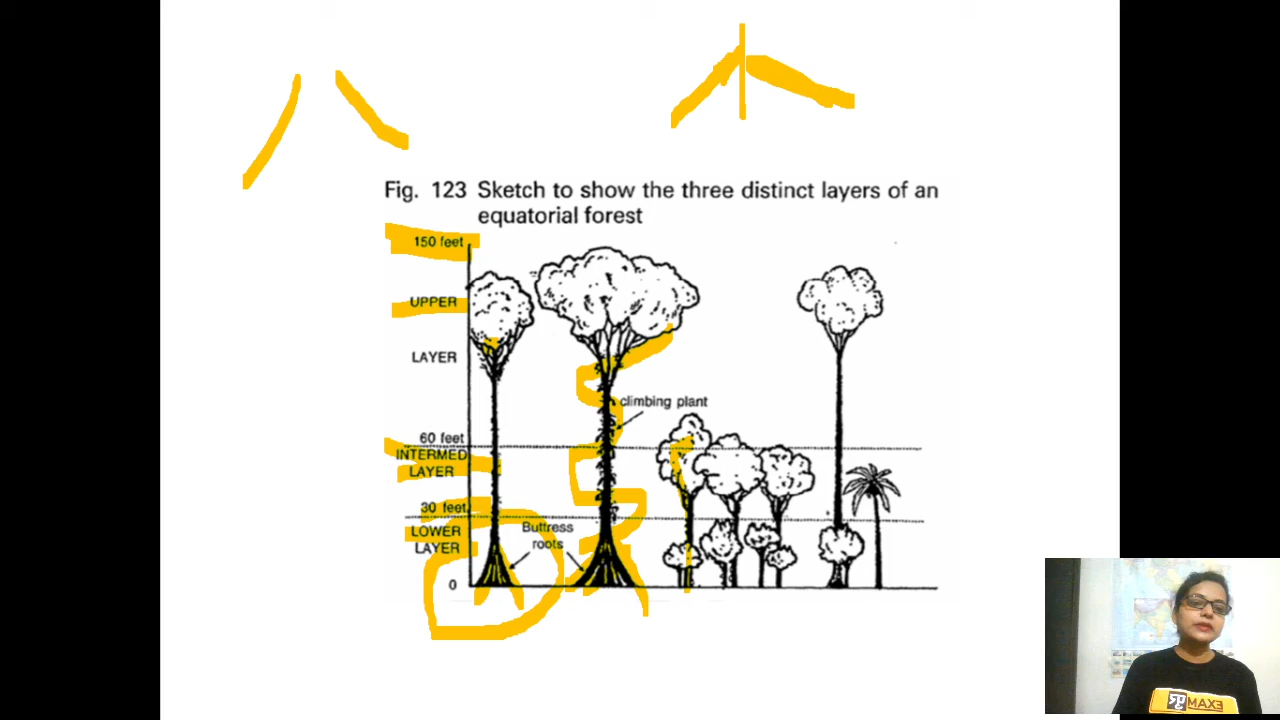 Fig. 123 Sketch to show the three distinct layers of an
equatorial forest
150 feet
UPPER
LAYER
climbing plant
60 feet
INTERMED
LAYER
30 feet
LOWER
LAYER
Buttress
roots
0